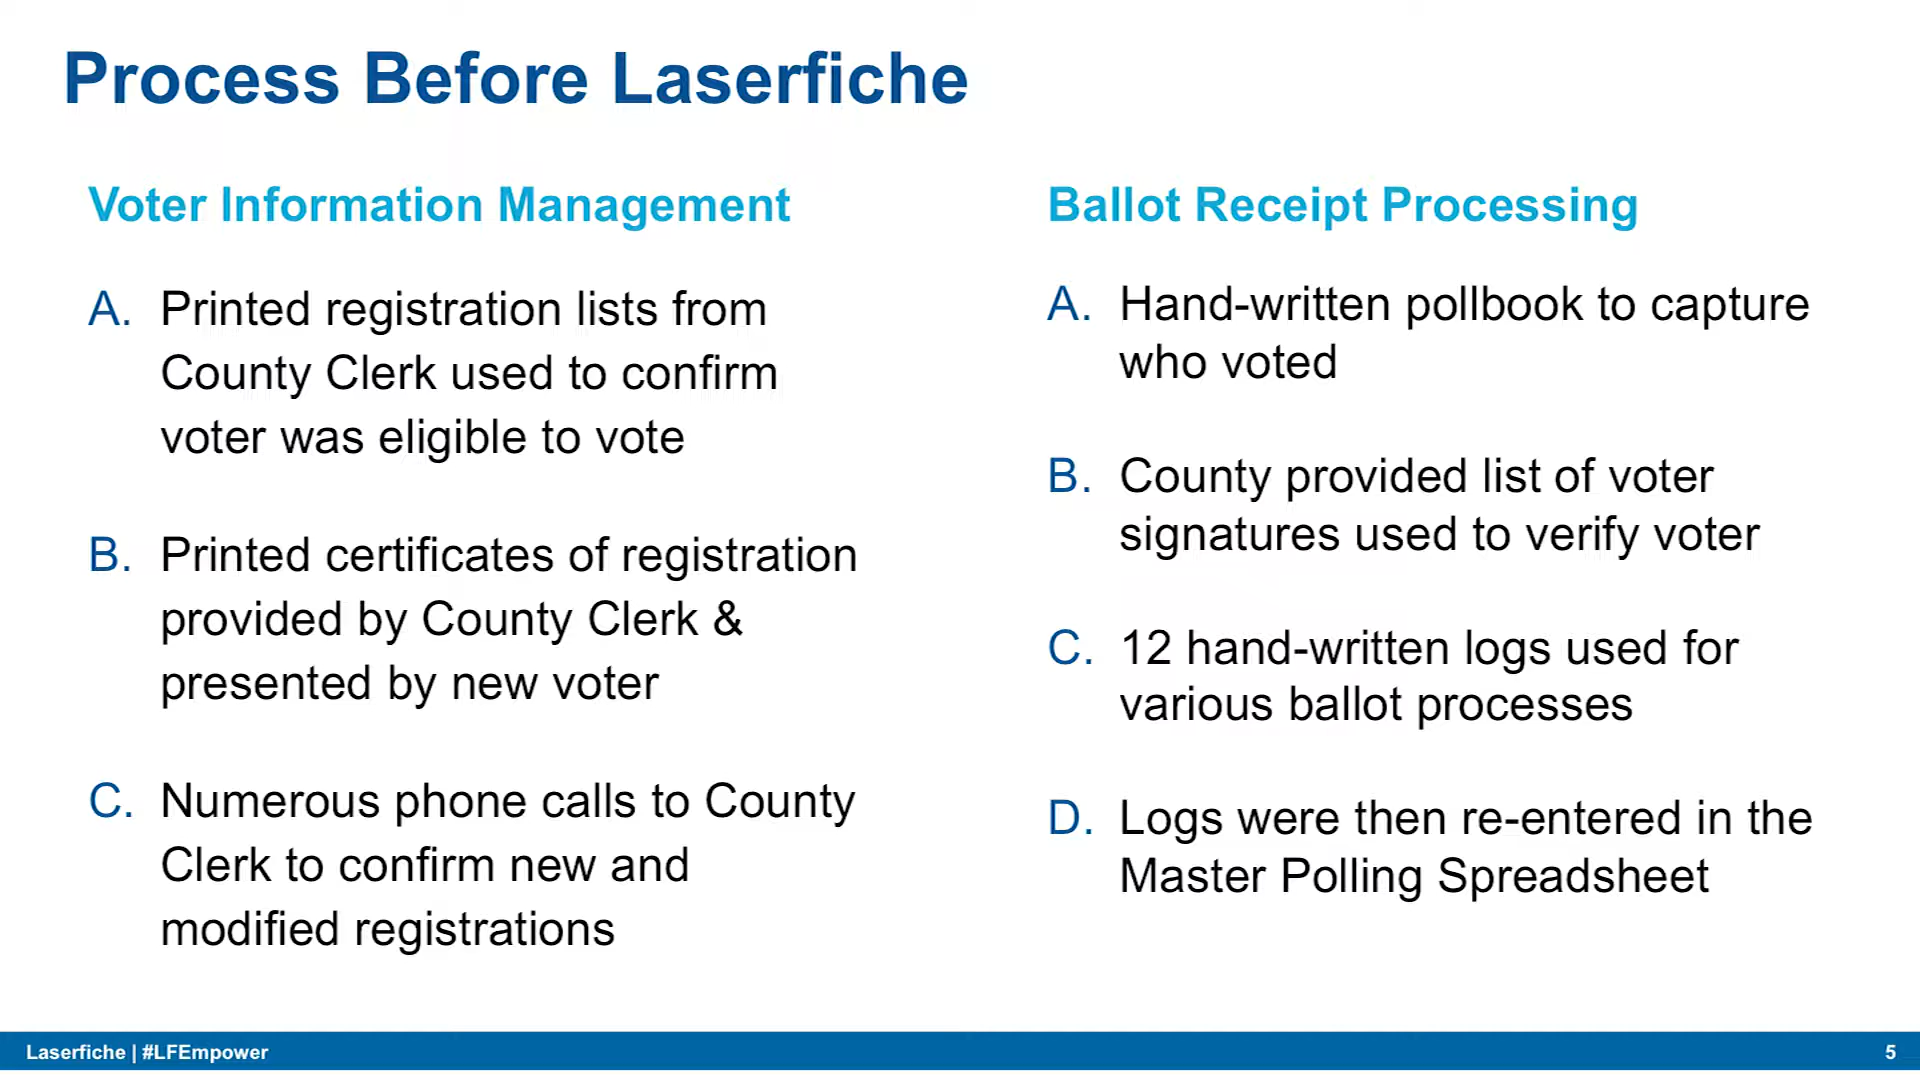 Process Before Laserfiche
Voter Information Management
A. Printed registration lists from
County Clerk used to confirm
voter was eligible to vote
B. Printed certificates of registration
provided by County Clerk &
presented by new voter
C. Numerous phone calls to County
Clerk to confirm new and
modified registrations
Ballot Receipt Processing
A. Hand-written pollbook to capture
who voted
B. County provided list of voter
signatures used to verify voter
C. 12 hand-written logs used for
various ballot processes
D. Logs were then re-entered in the
Master Polling Spreadsheet
Laserfiche | #LFEmpower
5